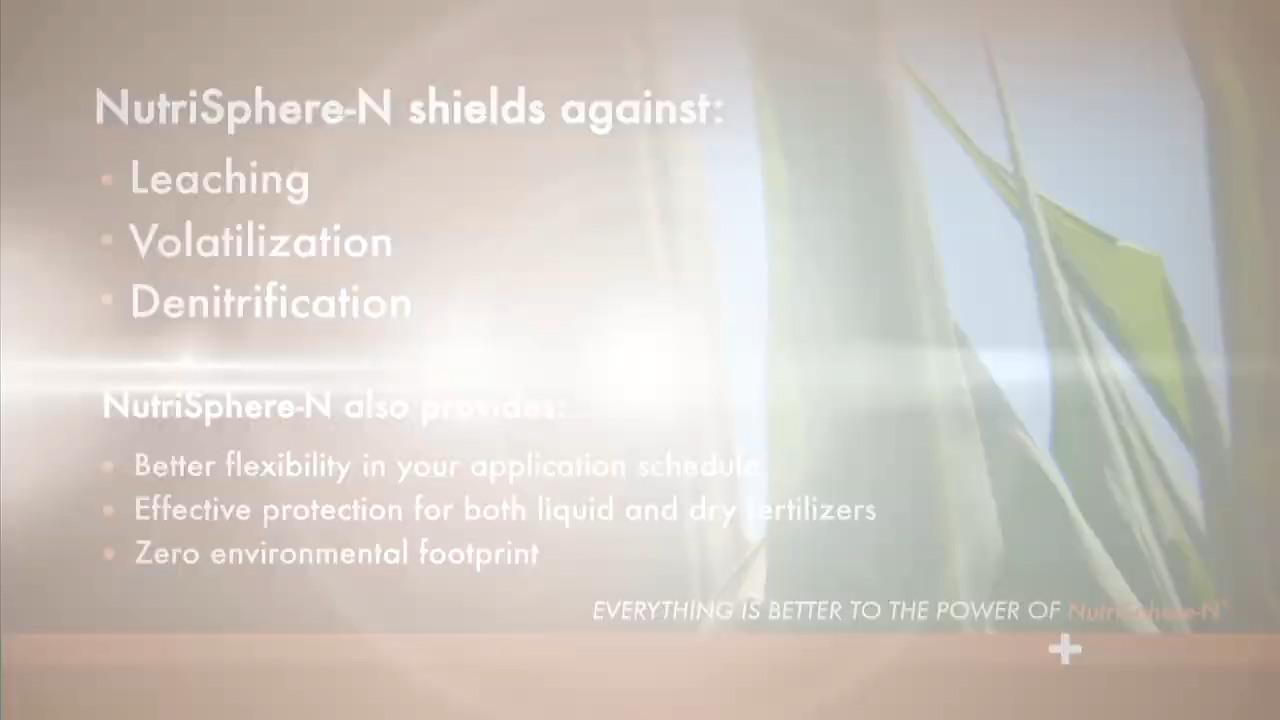 NutriSphere-N shields against:
• Leaching
• Volatilization
• Denitrification
NutriSphere-N also provides:
• Better flexibility in your application schedule
• Effective protection for both liquid and dry fertilizers
• Zero environmental footprint
EVERYTHING IS BETTER TO THE POWER OF NutriSphere-N®